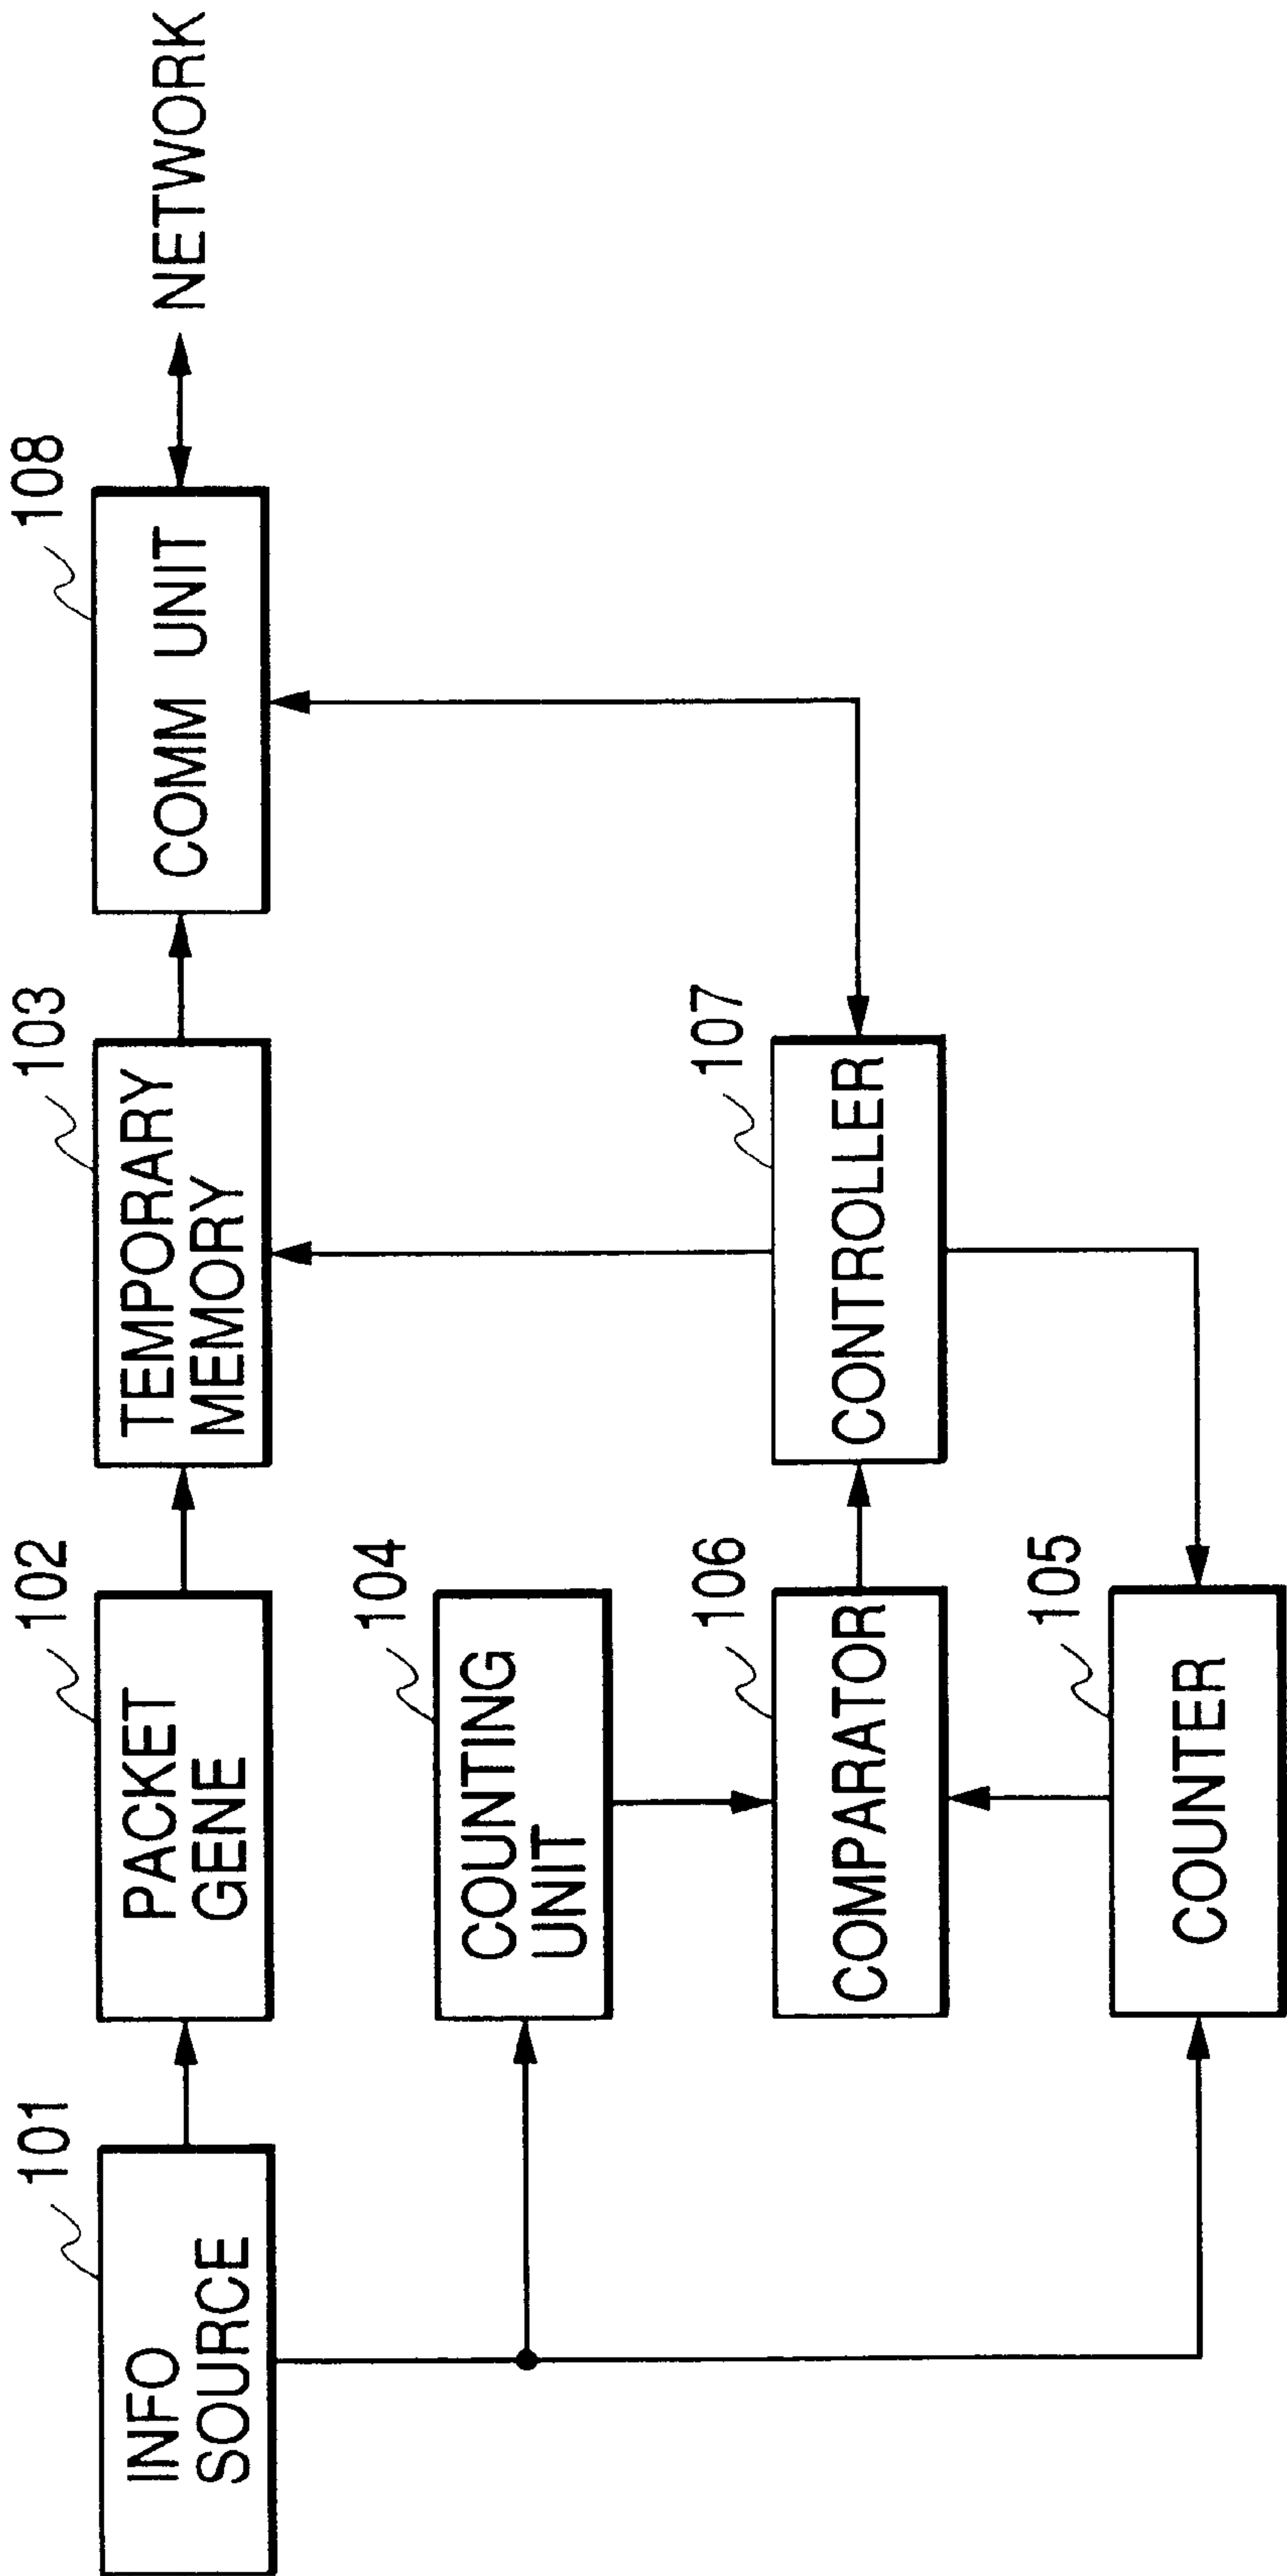 101
INFO
SOURCE
102
PACKET
GENE
103
TEMPORARY
MEMORY
108
COMM UNIT
NETWORK
104
COUNTING
UNIT
106
COMPARATOR
107
CONTROLLER
105
COUNTER